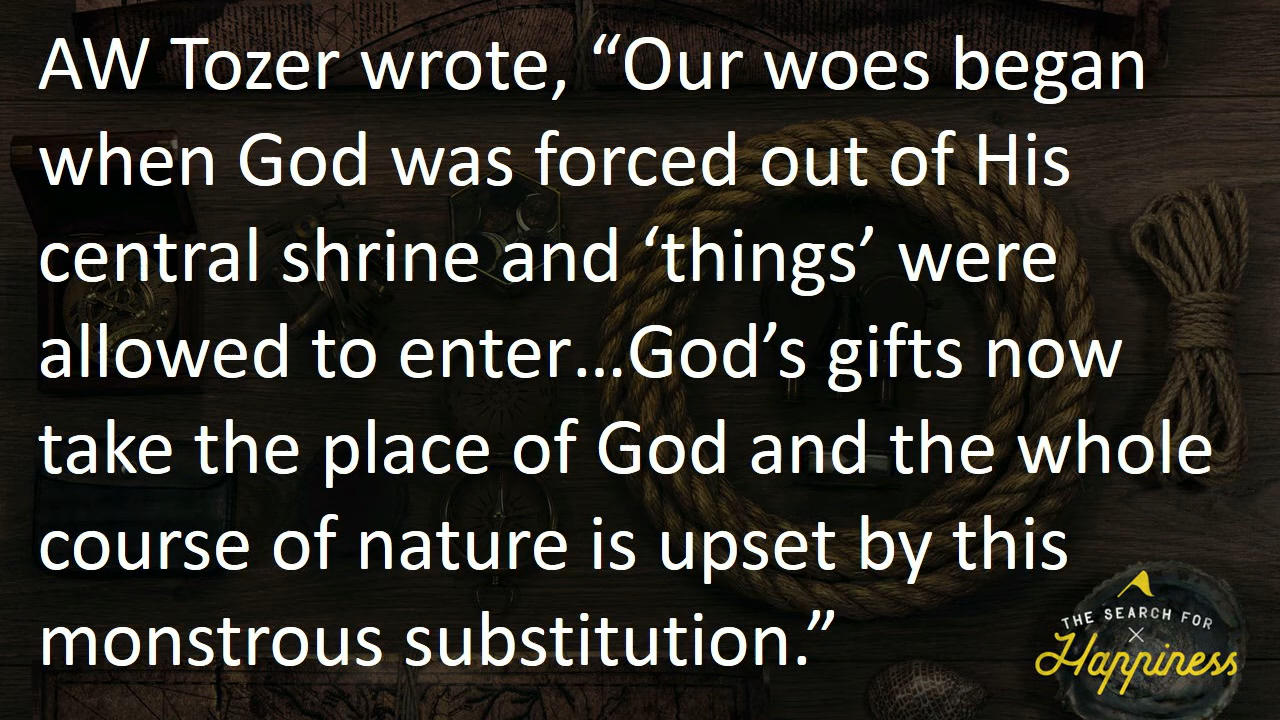 AW Tozer wrote, “Our woes began
when God was forced out of His
central shrine and ‘things’ were
allowed to enter…God’s gifts now
take the place of God and the whole
course of nature is upset by this
monstrous substitution.”
THE SEARCH FOR
Happiness